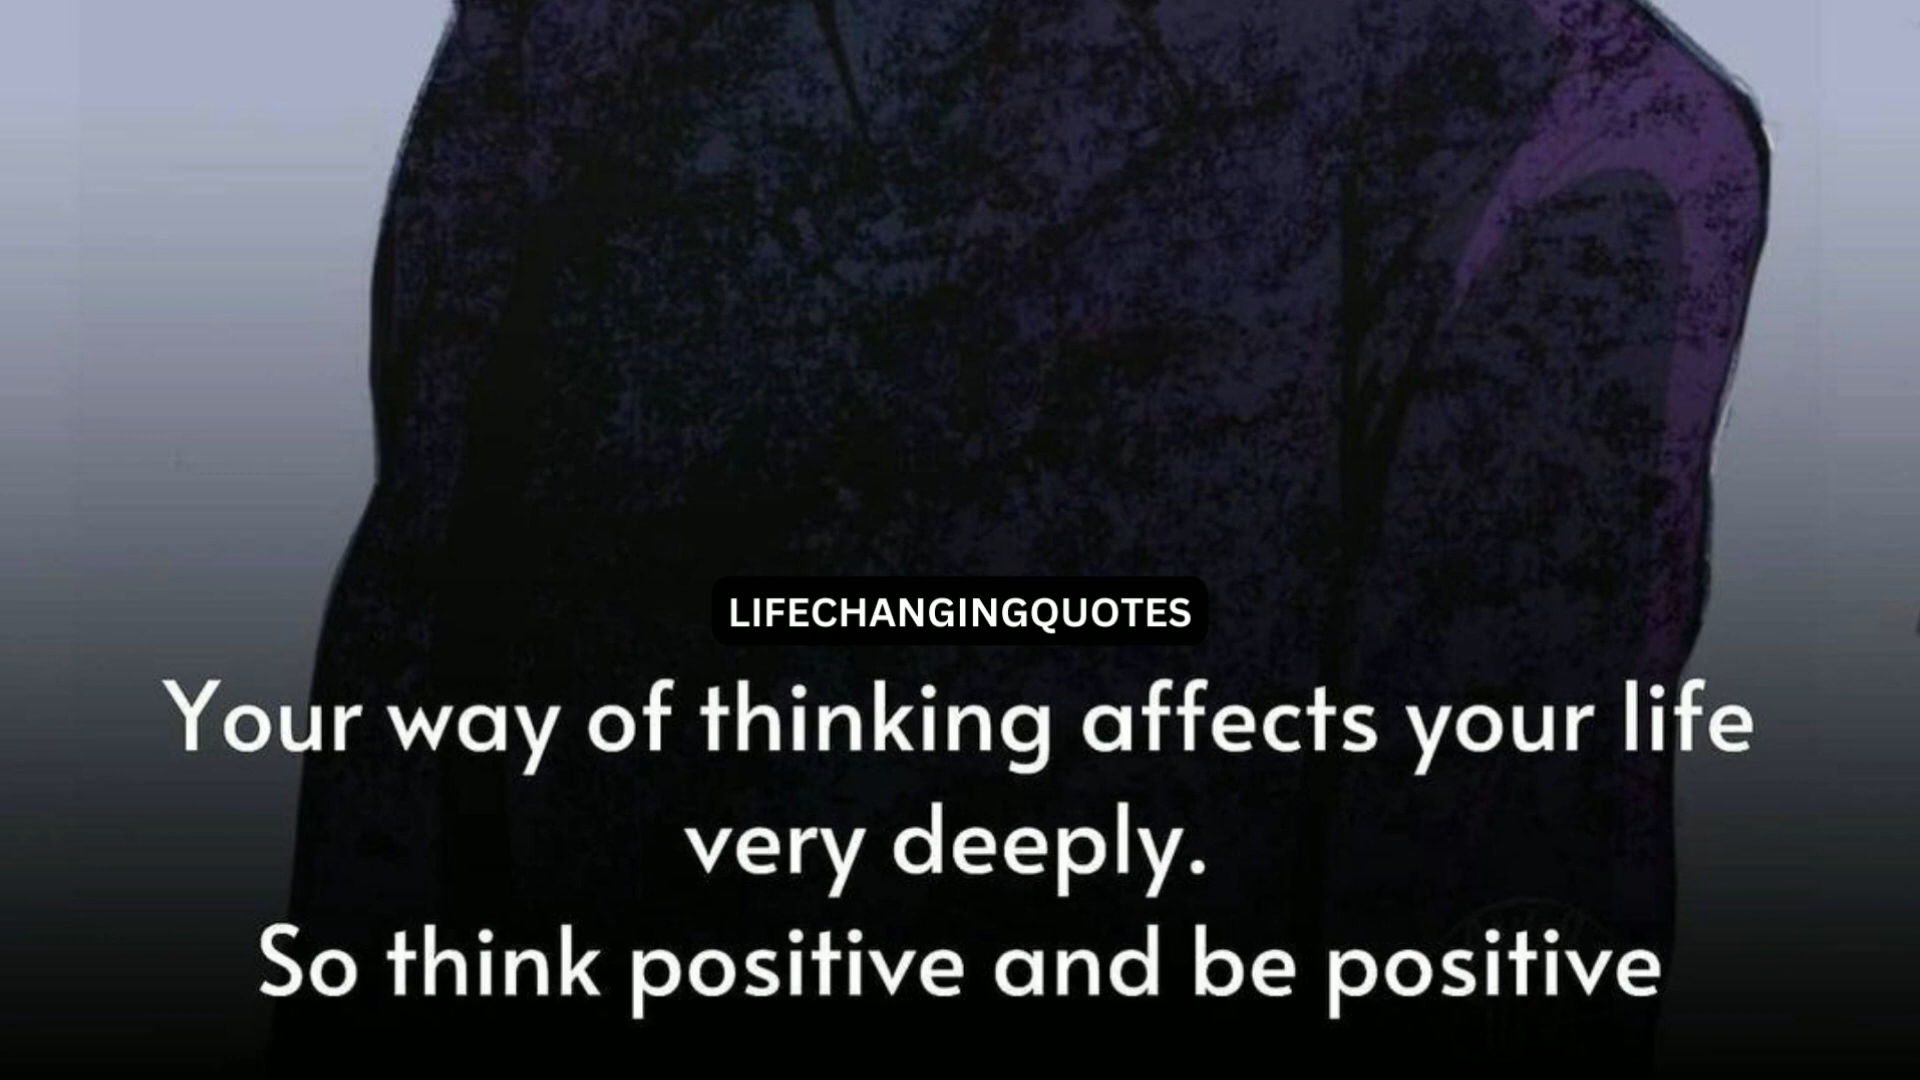 LIFECHANGINGQUOTES
Your way of thinking affects your life
very deeply.
So think positive and be positive